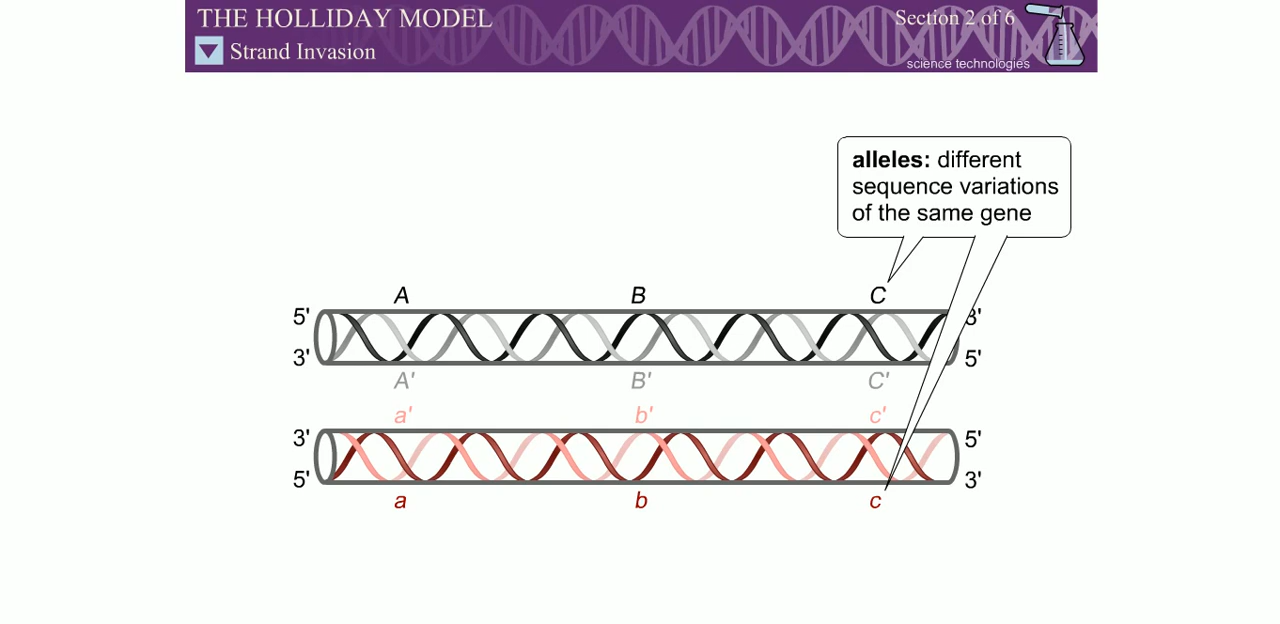 THE HOLLIDAY MODEL
Section 2 of 6
Strand Invasion
science technologies
alleles: different
sequence variations
of the same gene
A B C
5' 3'
3' 5'
A' B' C'
a' b' c'
3' 5'
5' 3'
a b c